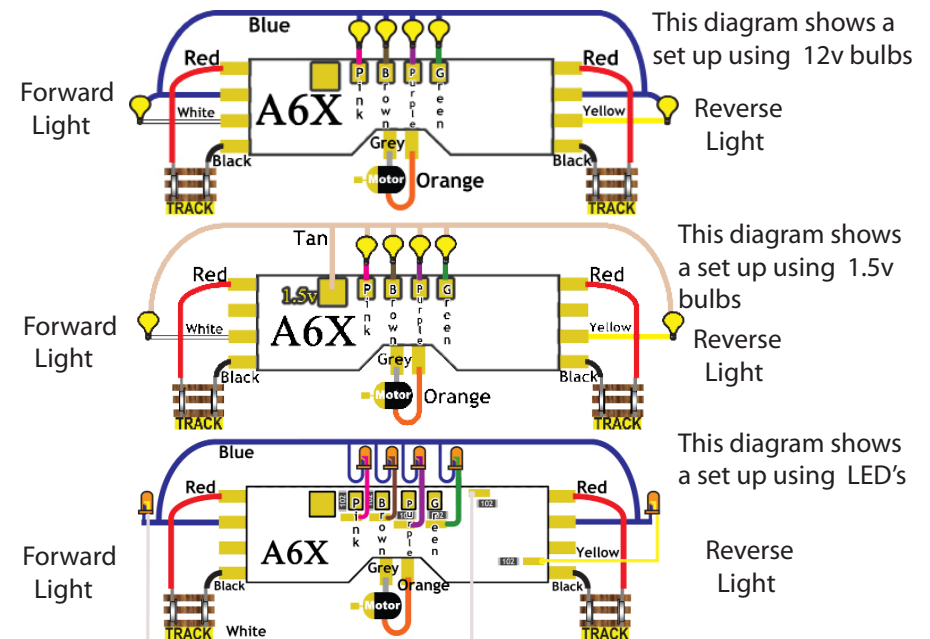 Blue
This diagram shows a
set up using 12v bulbs
Red
Red
Forward
Light
White
A6X
Pink
Brown
Purple
Green
Yellow
Reverse
Light
Black
Grey
Black
Motor
Orange
TRACK
TRACK
Tan
This diagram shows
a set up using 1.5v
bulbs
Red
Red
1.5v
Forward
Light
White
A6X
Pink
Brown
Purple
Green
Yellow
Reverse
Light
Black
Grey
Black
Motor
Orange
TRACK
TRACK
Blue
This diagram shows
a set up using LED's
Red
Red
102
102
102
102
102
102
Pink
Brown
Purple
Green
Forward
Light
A6X
Yellow
Reverse
Light
Black
Grey
Orange
Black
Motor
TRACK
White
TRACK